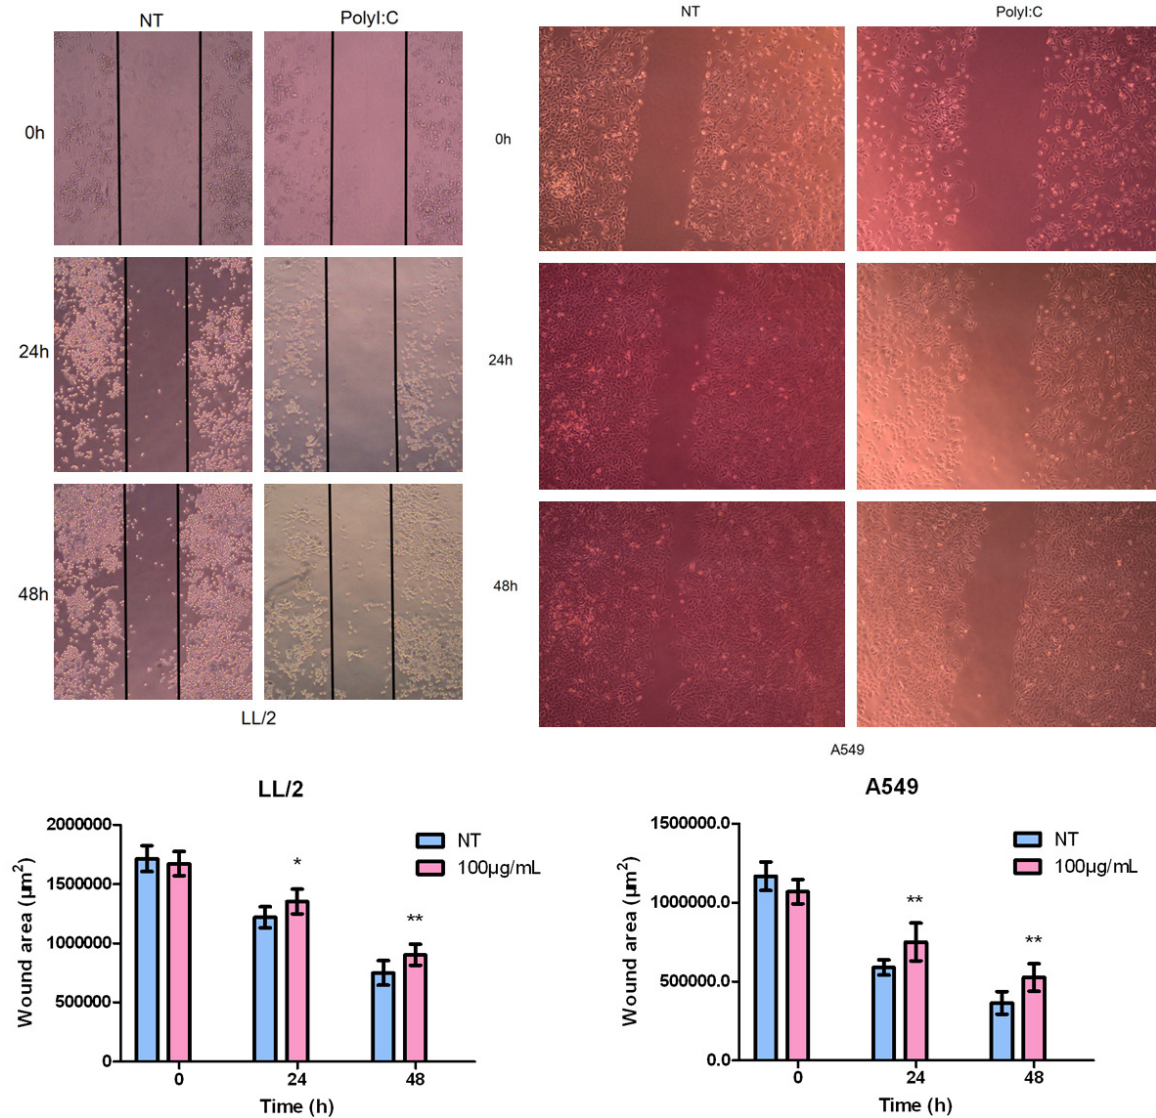 NT PolyI:C
0h
24h
48h
LL/2
NT PolyI:C
0h
24h
48h
A549
LL/2
Wound area (µm²)
2000000
1500000
1000000
500000
0
NT
100µg/mL
*
**
0 24 48
Time (h)
A549
Wound area (µm²)
1500000.0
1000000.0
500000.0
0.0
NT
100µg/mL
**
**
0 24 48
Time (h)